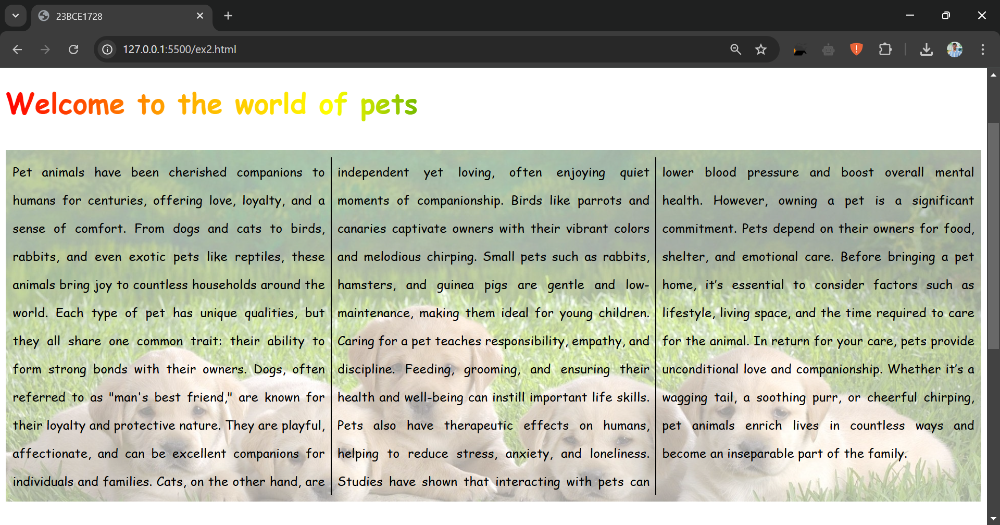 23BCE1728
127.0.0.1:5500/ex2.html
Welcome to the world of pets
Pet animals have been cherished companions to
humans for centuries, offering love, loyalty, and a
sense of comfort. From dogs and cats to birds,
rabbits, and even exotic pets like reptiles, these
animals bring joy to countless households around the
world. Each type of pet has unique qualities, but
they all share one common trait: their ability to
form strong bonds with their owners. Dogs, often
referred to as "man's best friend," are known for
their loyalty and protective nature. They are playful,
affectionate, and can be excellent companions for
individuals and families. Cats, on the other hand, are
independent yet loving, often enjoying quiet
moments of companionship. Birds like parrots and
canaries captivate owners with their vibrant colors
and melodious chirping. Small pets such as rabbits,
hamsters, and guinea pigs are gentle and low-
maintenance, making them ideal for young children.
Caring for a pet teaches responsibility, empathy, and
discipline. Feeding, grooming, and ensuring their
health and well-being can instill important life skills.
Pets also have therapeutic effects on humans,
helping to reduce stress, anxiety, and loneliness.
Studies have shown that interacting with pets can
lower blood pressure and boost overall mental
health. However, owning a pet is a significant
commitment. Pets depend on their owners for food,
shelter, and emotional care. Before bringing a pet
home, it’s essential to consider factors such as
lifestyle, living space, and the time required to care
for the animal. In return for your care, pets provide
unconditional love and companionship. Whether it’s a
wagging tail, a soothing purr, or cheerful chirping,
pet animals enrich lives in countless ways and
become an inseparable part of the family.